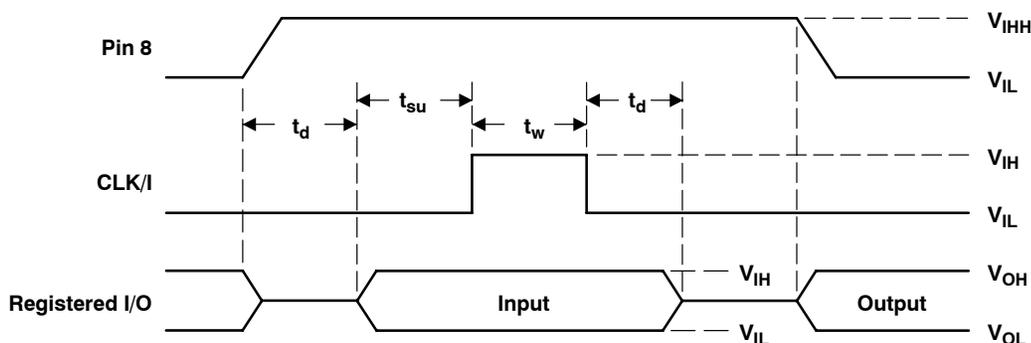 Pin 8
V_IHH
V_IL
t_su
t_d
t_d
t_w
CLK/I
V_IH
V_IL
Registered I/O
Input
V_IH
V_IL
Output
V_OH
V_OL